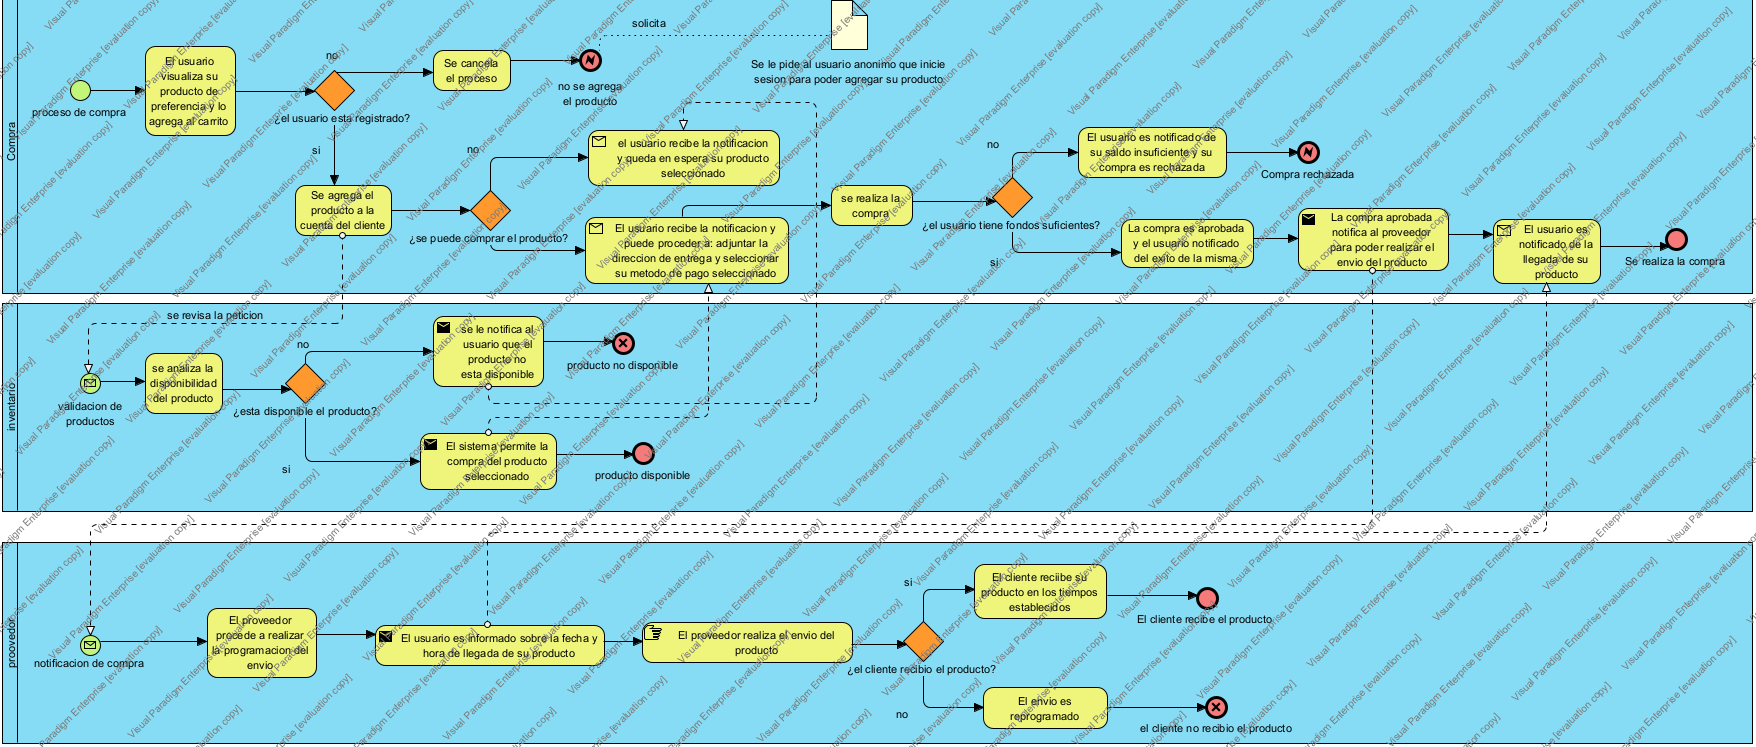 Compra
proceso de compra
El usuario
visualiza su
producto de
preferencia y lo
agrega al carrito
no
¿el usuario esta registrado?
si
Se cancela
el proceso
no se agrega
el producto
solicita
Se le pide al usuario anonimo que inicie
sesion para poder agregar su producto
Se agrega el
producto a la
cuenta del cliente
no
¿se puede comprar el producto?
el usuario recibe la notificacion
y queda en espera su producto
seleccionado
El usuario recibe la notificacion y
puede proceder a: adjuntar la
direccion de entrega y seleccionar
su metodo de pago seleccionado
se realiza la
compra
no
¿el usuario tiene fondos suficientes?
si
El usuario es notificado de
su saldo insuficiente y su
compra es rechazada
Compra rechazada
La compra es aprobada
y el usuario notificado
del exito de la misma
La compra aprobada
notifica al proveedor
para poder realizar el
envio del producto
El usuario es
notificado de la
llegada de su
producto
Se realiza la compra
inventario
se revisa la peticion
validacion de
productos
se analiza la
disponibilidad
del producto
no
¿esta disponible el producto?
si
se le notifica al
usuario que el
producto no
esta disponible
producto no disponible
El sistema permite la
compra del producto
seleccionado
producto disponible
proovedor
notificacion de compra
El proveedor
procede a realizar
la programacion del
envio
El usuario es informado sobre la fecha y
hora de llegada de su producto
El proveedor realiza el envio del
producto
si
¿el cliente recibio el producto?
no
El cliente reciibe su
producto en los tiempos
establecidos
El cliente recibe el producto
El envio es
reprogramado
el cliente no recibio el producto
Visual Paradigm Enterprise [evaluation copy]